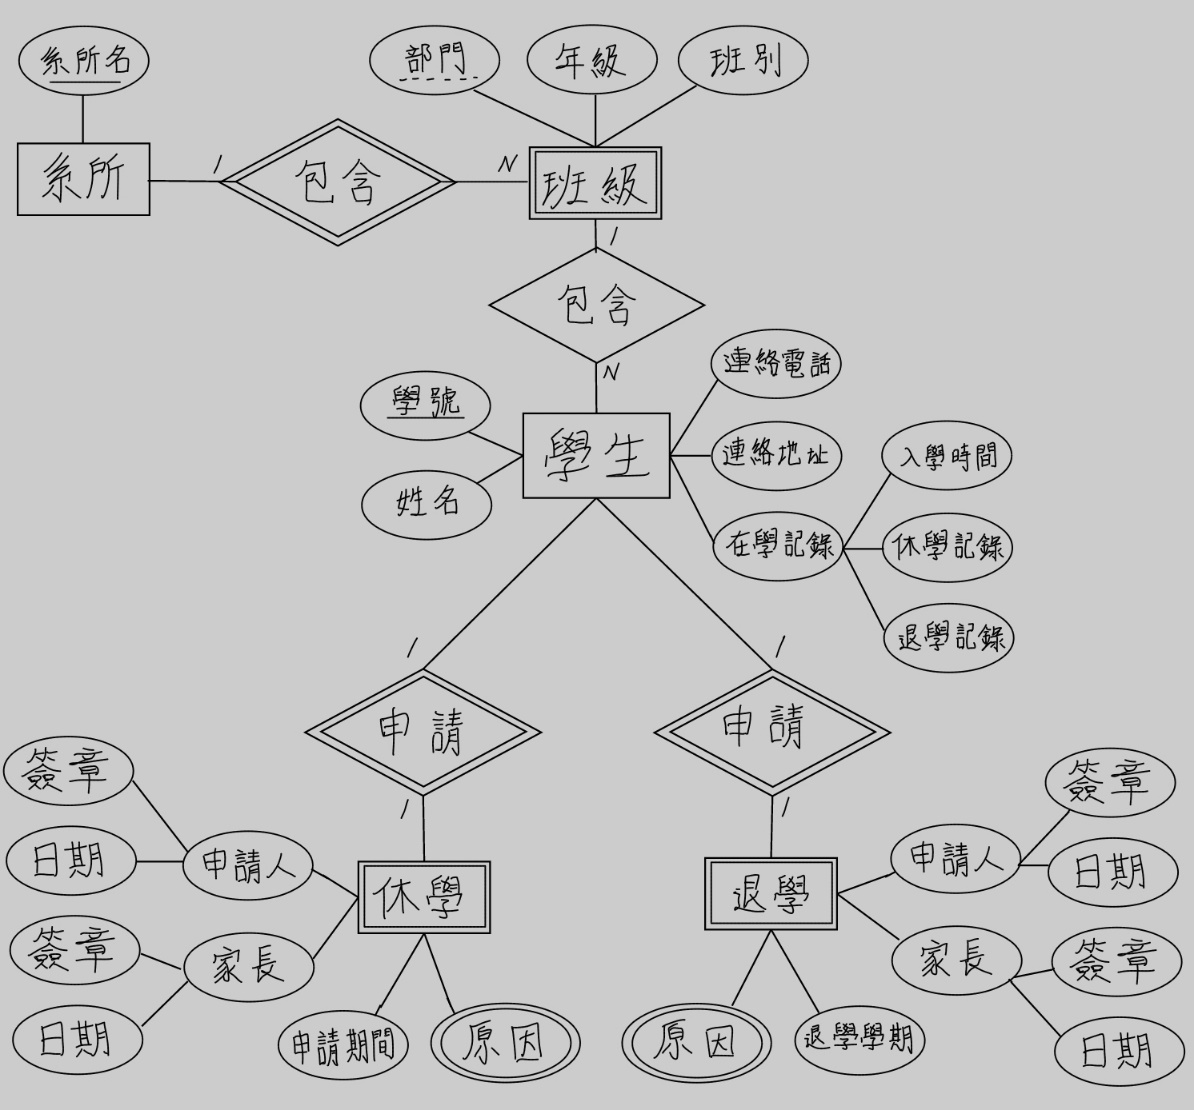 系所名
部門
年級
班別
系所
1
包含
N
班級
1
包含
N
連絡電話
學號
學生
連絡地址
入學時間
姓名
在學記錄
休學記錄
退學記錄
1
1
申請
申請
1
1
簽章
簽章
日期
申請人
休學
退學
申請人
日期
簽章
家長
家長
簽章
日期
申請期間
原因
原因
退學學期
日期